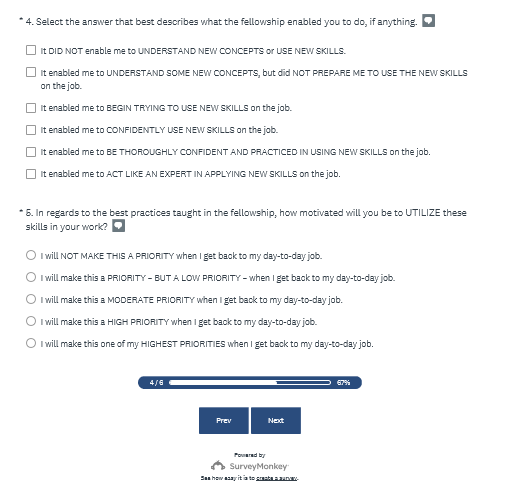 * 4. Select the answer that best describes what the fellowship enabled you to do, if anything.
It DID NOT enable me to UNDERSTAND NEW CONCEPTS or USE NEW SKILLS.
It enabled me to UNDERSTAND SOME NEW CONCEPTS, but did NOT PREPARE ME TO USE THE NEW SKILLS
on the job.
It enabled me to BEGIN TRYING TO USE NEW SKILLS on the job.
It enabled me to CONFIDENTLY USE NEW SKILLS on the job.
It enabled me to BE THOROUGHLY CONFIDENT AND PRACTICED IN USING NEW SKILLS on the job.
It enabled me to ACT LIKE AN EXPERT IN APPLYING NEW SKILLS on the job.
* 5. In regards to the best practices taught in the fellowship, how motivated will you be to UTILIZE these
skills in your work?
I will NOT MAKE THIS A PRIORITY when I get back to my day-to-day job.
I will make this a PRIORITY – BUT A LOW PRIORITY – when I get back to my day-to-day job.
I will make this a MODERATE PRIORITY when I get back to my day-to-day job.
I will make this a HIGH PRIORITY when I get back to my day-to-day job.
I will make this one of my HIGHEST PRIORITIES when I get back to my day-to-day job.
4 / 6 67%
Prev Next
Powered by
SurveyMonkey
See how easy it is to create a survey.